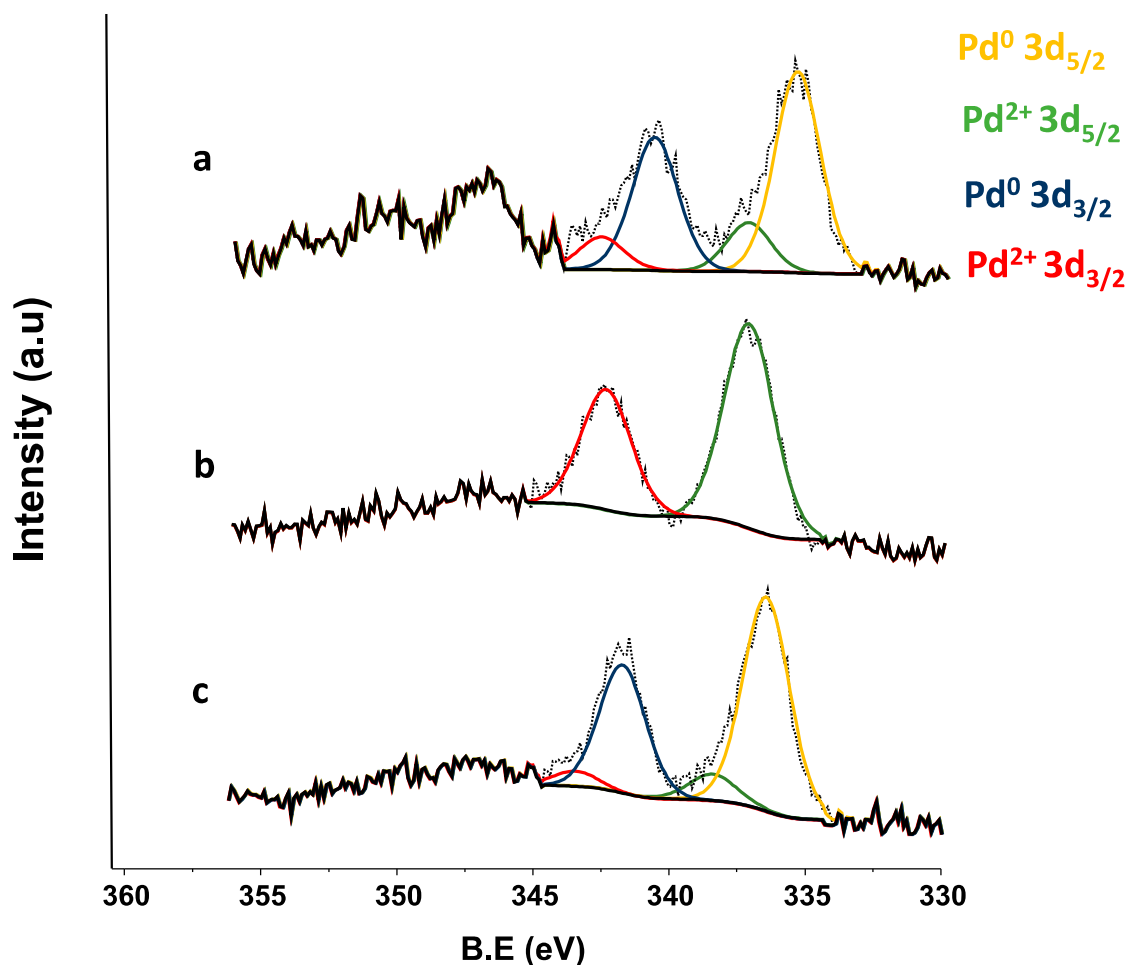 Pd⁰ 3d₅/₂
Pd²⁺ 3d₅/₂
Pd⁰ 3d₃/₂
Pd²⁺ 3d₃/₂
a
b
c
Intensity (a.u)
360 355 350 345 340 335 330
B.E (eV)